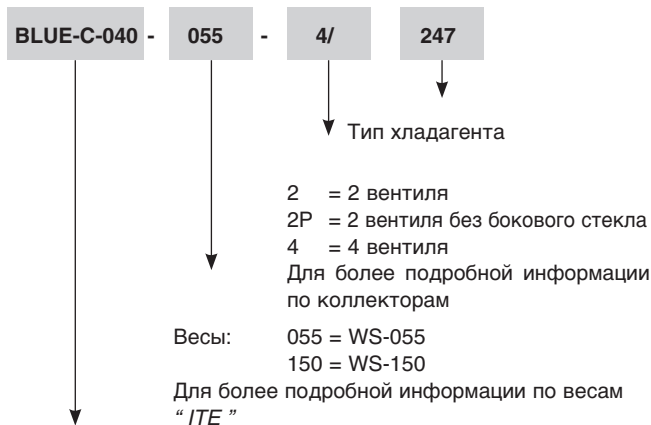 BLUE-C-040 - 055 - 4/ 247
Тип хладагента
2 = 2 вентиля
2P = 2 вентиля без бокового стекла
4 = 4 вентиля
Для более подробной информации
по коллекторам
Весы: 055 = WS-055
150 = WS-150
Для более подробной информации по весам
“ ITE ”